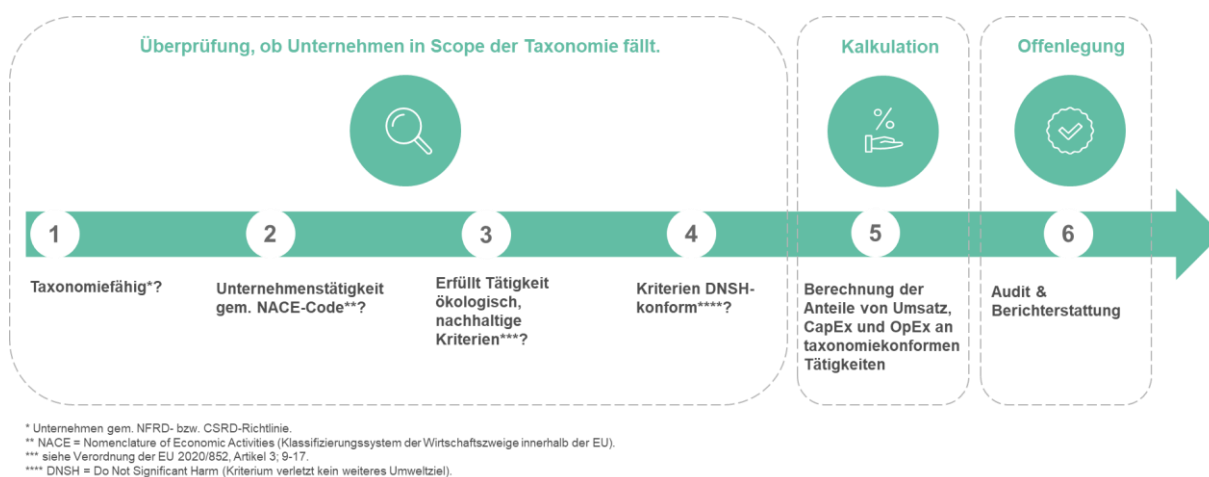 Überprüfung, ob Unternehmen in Scope der Taxonomie fällt.
Kalkulation
Offenlegung
%
1
2
3
4
5
6
Taxonomiefähig*?
Unternehmenstätigkeit
gem. NACE-Code**?
Erfüllt Tätigkeit
ökologisch,
nachhaltige
Kriterien***?
Kriterien DNSH-
konform****?
Berechnung der
Anteile von Umsatz,
CapEx und OpEx an
taxonomiekonformen
Tätigkeiten
Audit &
Berichterstattung
* Unternehmen gem. NFRD- bzw. CSRD-Richtlinie.
** NACE = Nomenclature of Economic Activities (Klassifizierungssystem der Wirtschaftszweige innerhalb der EU).
*** siehe Verordnung der EU 2020/852, Artikel 3; 9-17.
**** DNSH = Do Not Significant Harm (Kriterium verletzt kein weiteres Umweltziel).